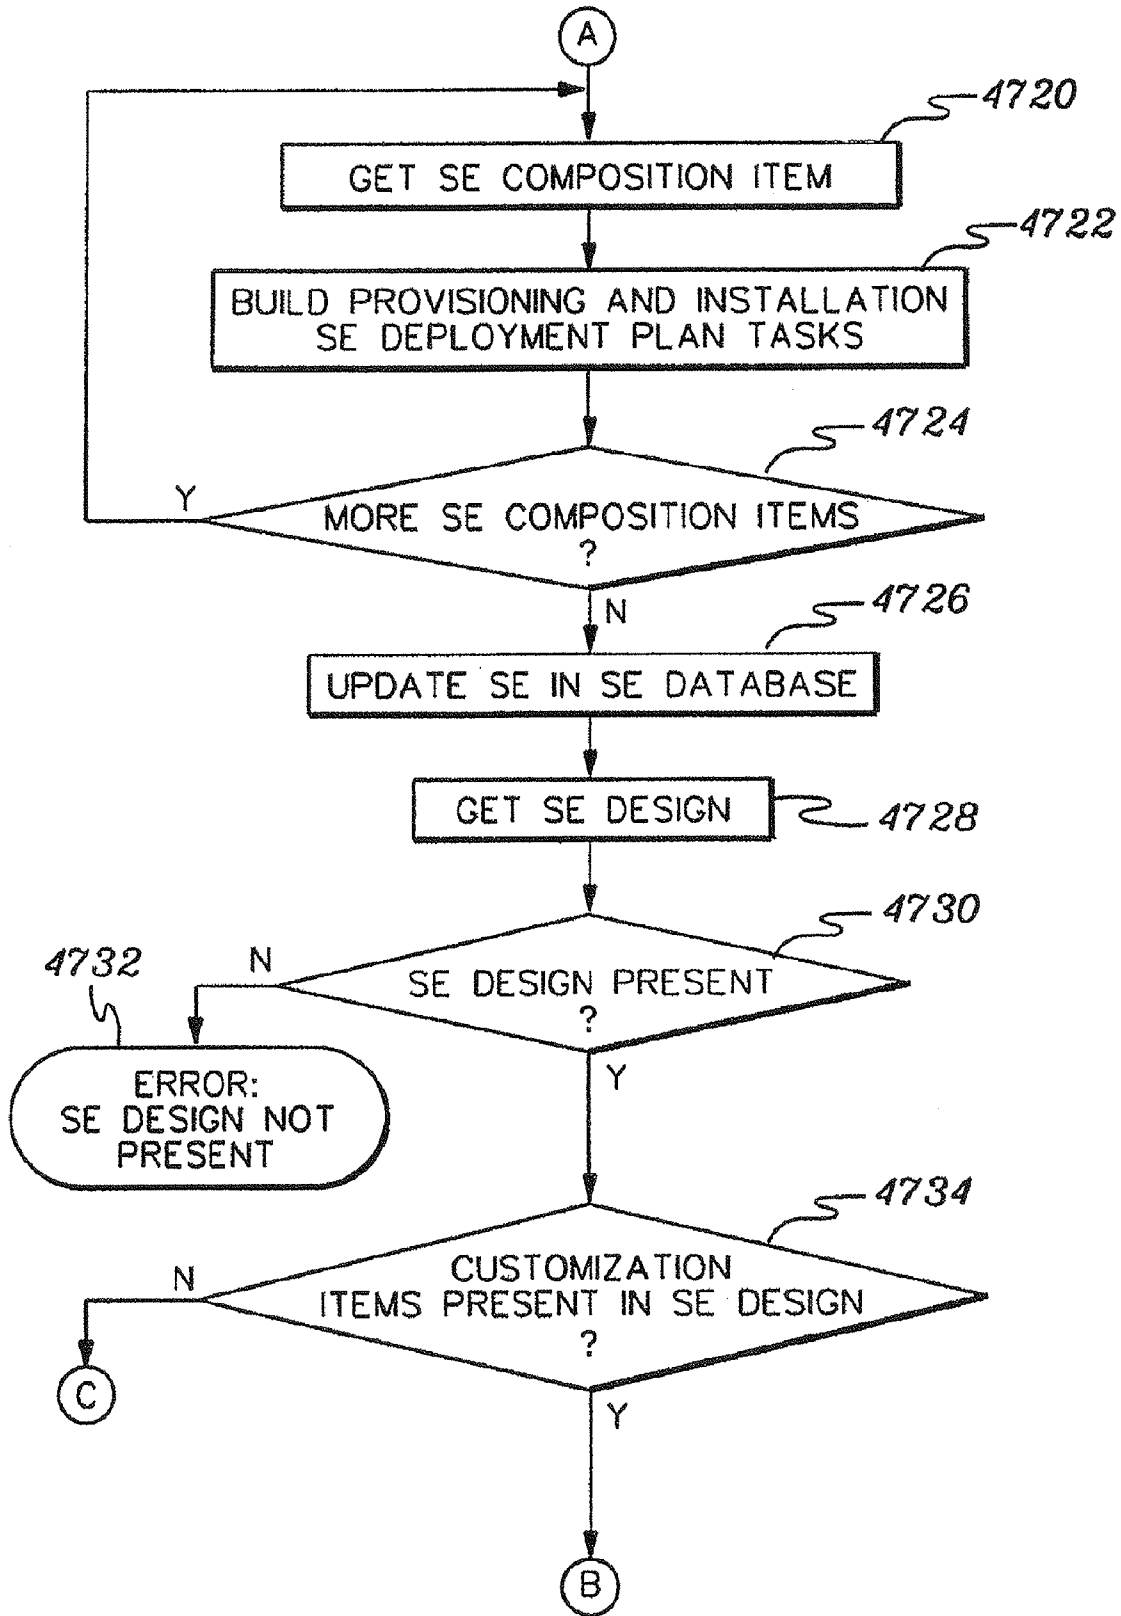 A
4720
GET SE COMPOSITION ITEM
4722
BUILD PROVISIONING AND INSTALLATION
SE DEPLOYMENT PLAN TASKS
4724
Y
MORE SE COMPOSITION ITEMS
?
N
4726
UPDATE SE IN SE DATABASE
GET SE DESIGN
4728
4730
4732
N
SE DESIGN PRESENT
?
Y
ERROR:
SE DESIGN NOT
PRESENT
4734
N
CUSTOMIZATION
ITEMS PRESENT IN SE DESIGN
?
C
Y
B